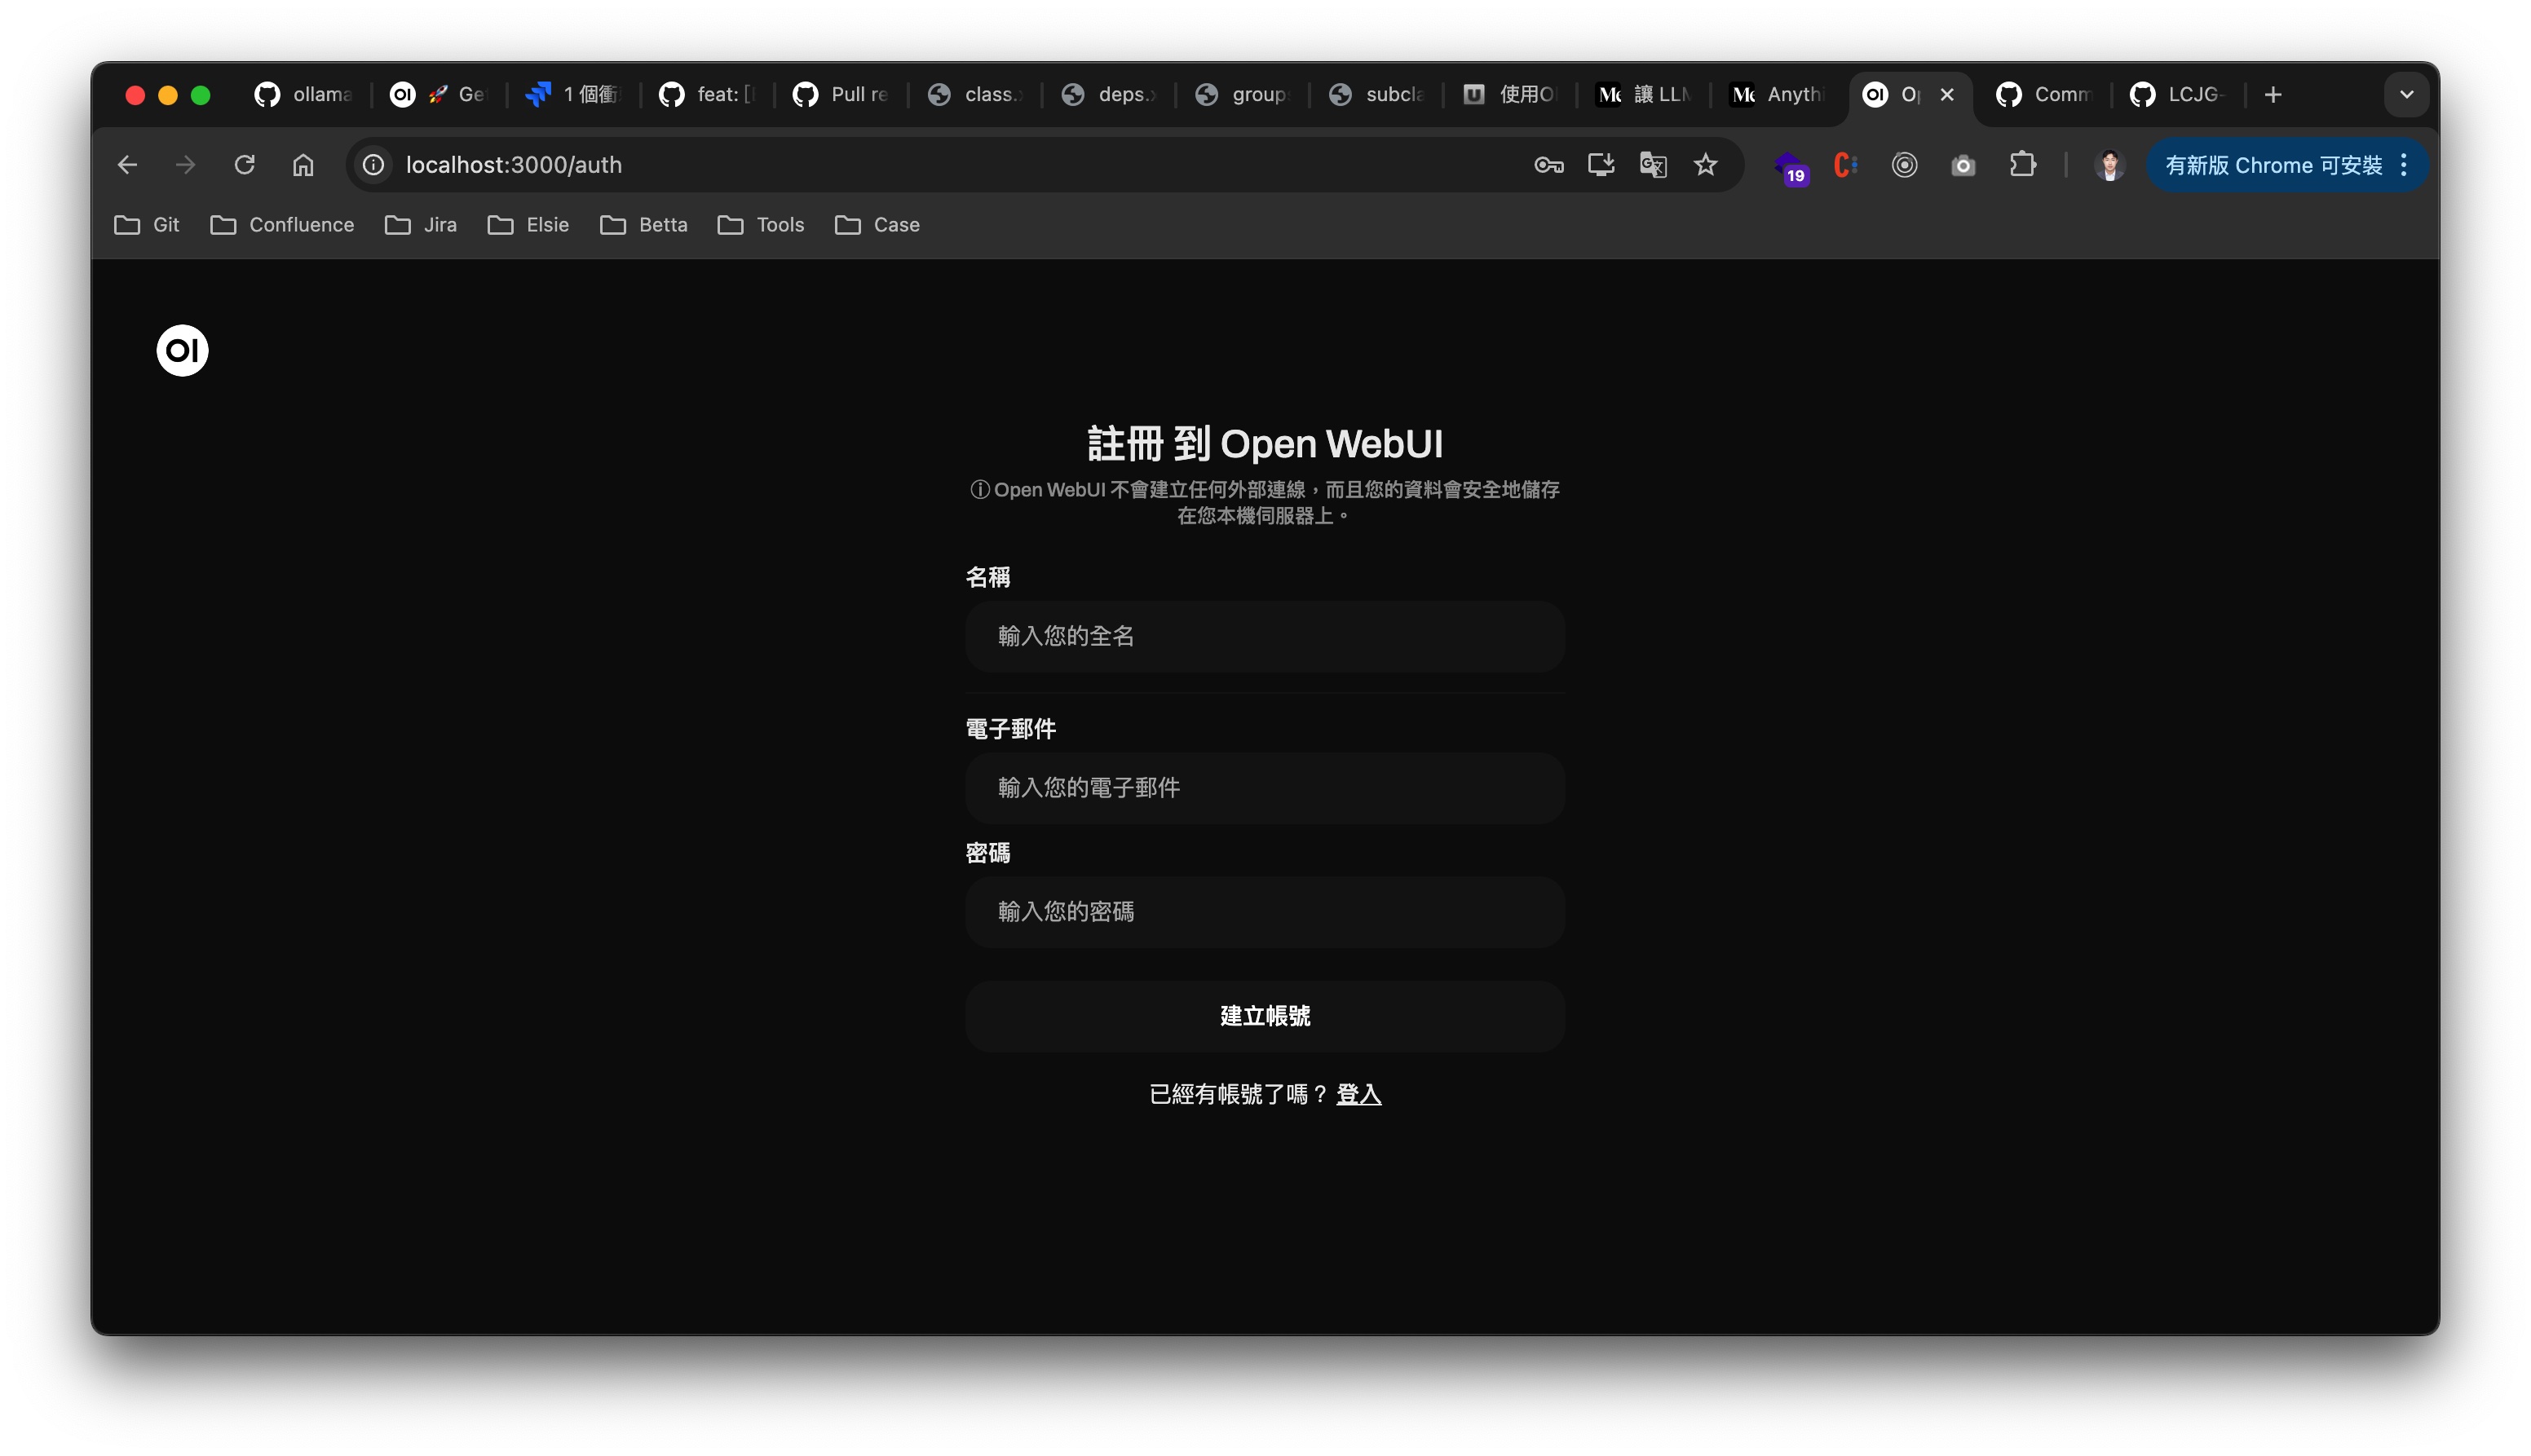 ollama
🚀 Ge
1 個衝
feat: [
Pull re
class.
deps.
group
subcla
使用O
讓 LLM
Anythi
Comm
LCJG-
localhost:3000/auth
19
有新版 Chrome 可安裝
Git
Confluence
Jira
Elsie
Betta
Tools
Case
OI
註冊 到 Open WebUI
ⓘ Open WebUI 不會建立任何外部連線，而且您的資料會安全地儲存
在您本機伺服器上。
名稱
輸入您的全名
電子郵件
輸入您的電子郵件
密碼
輸入您的密碼
建立帳號
已經有帳號了嗎？ 登入